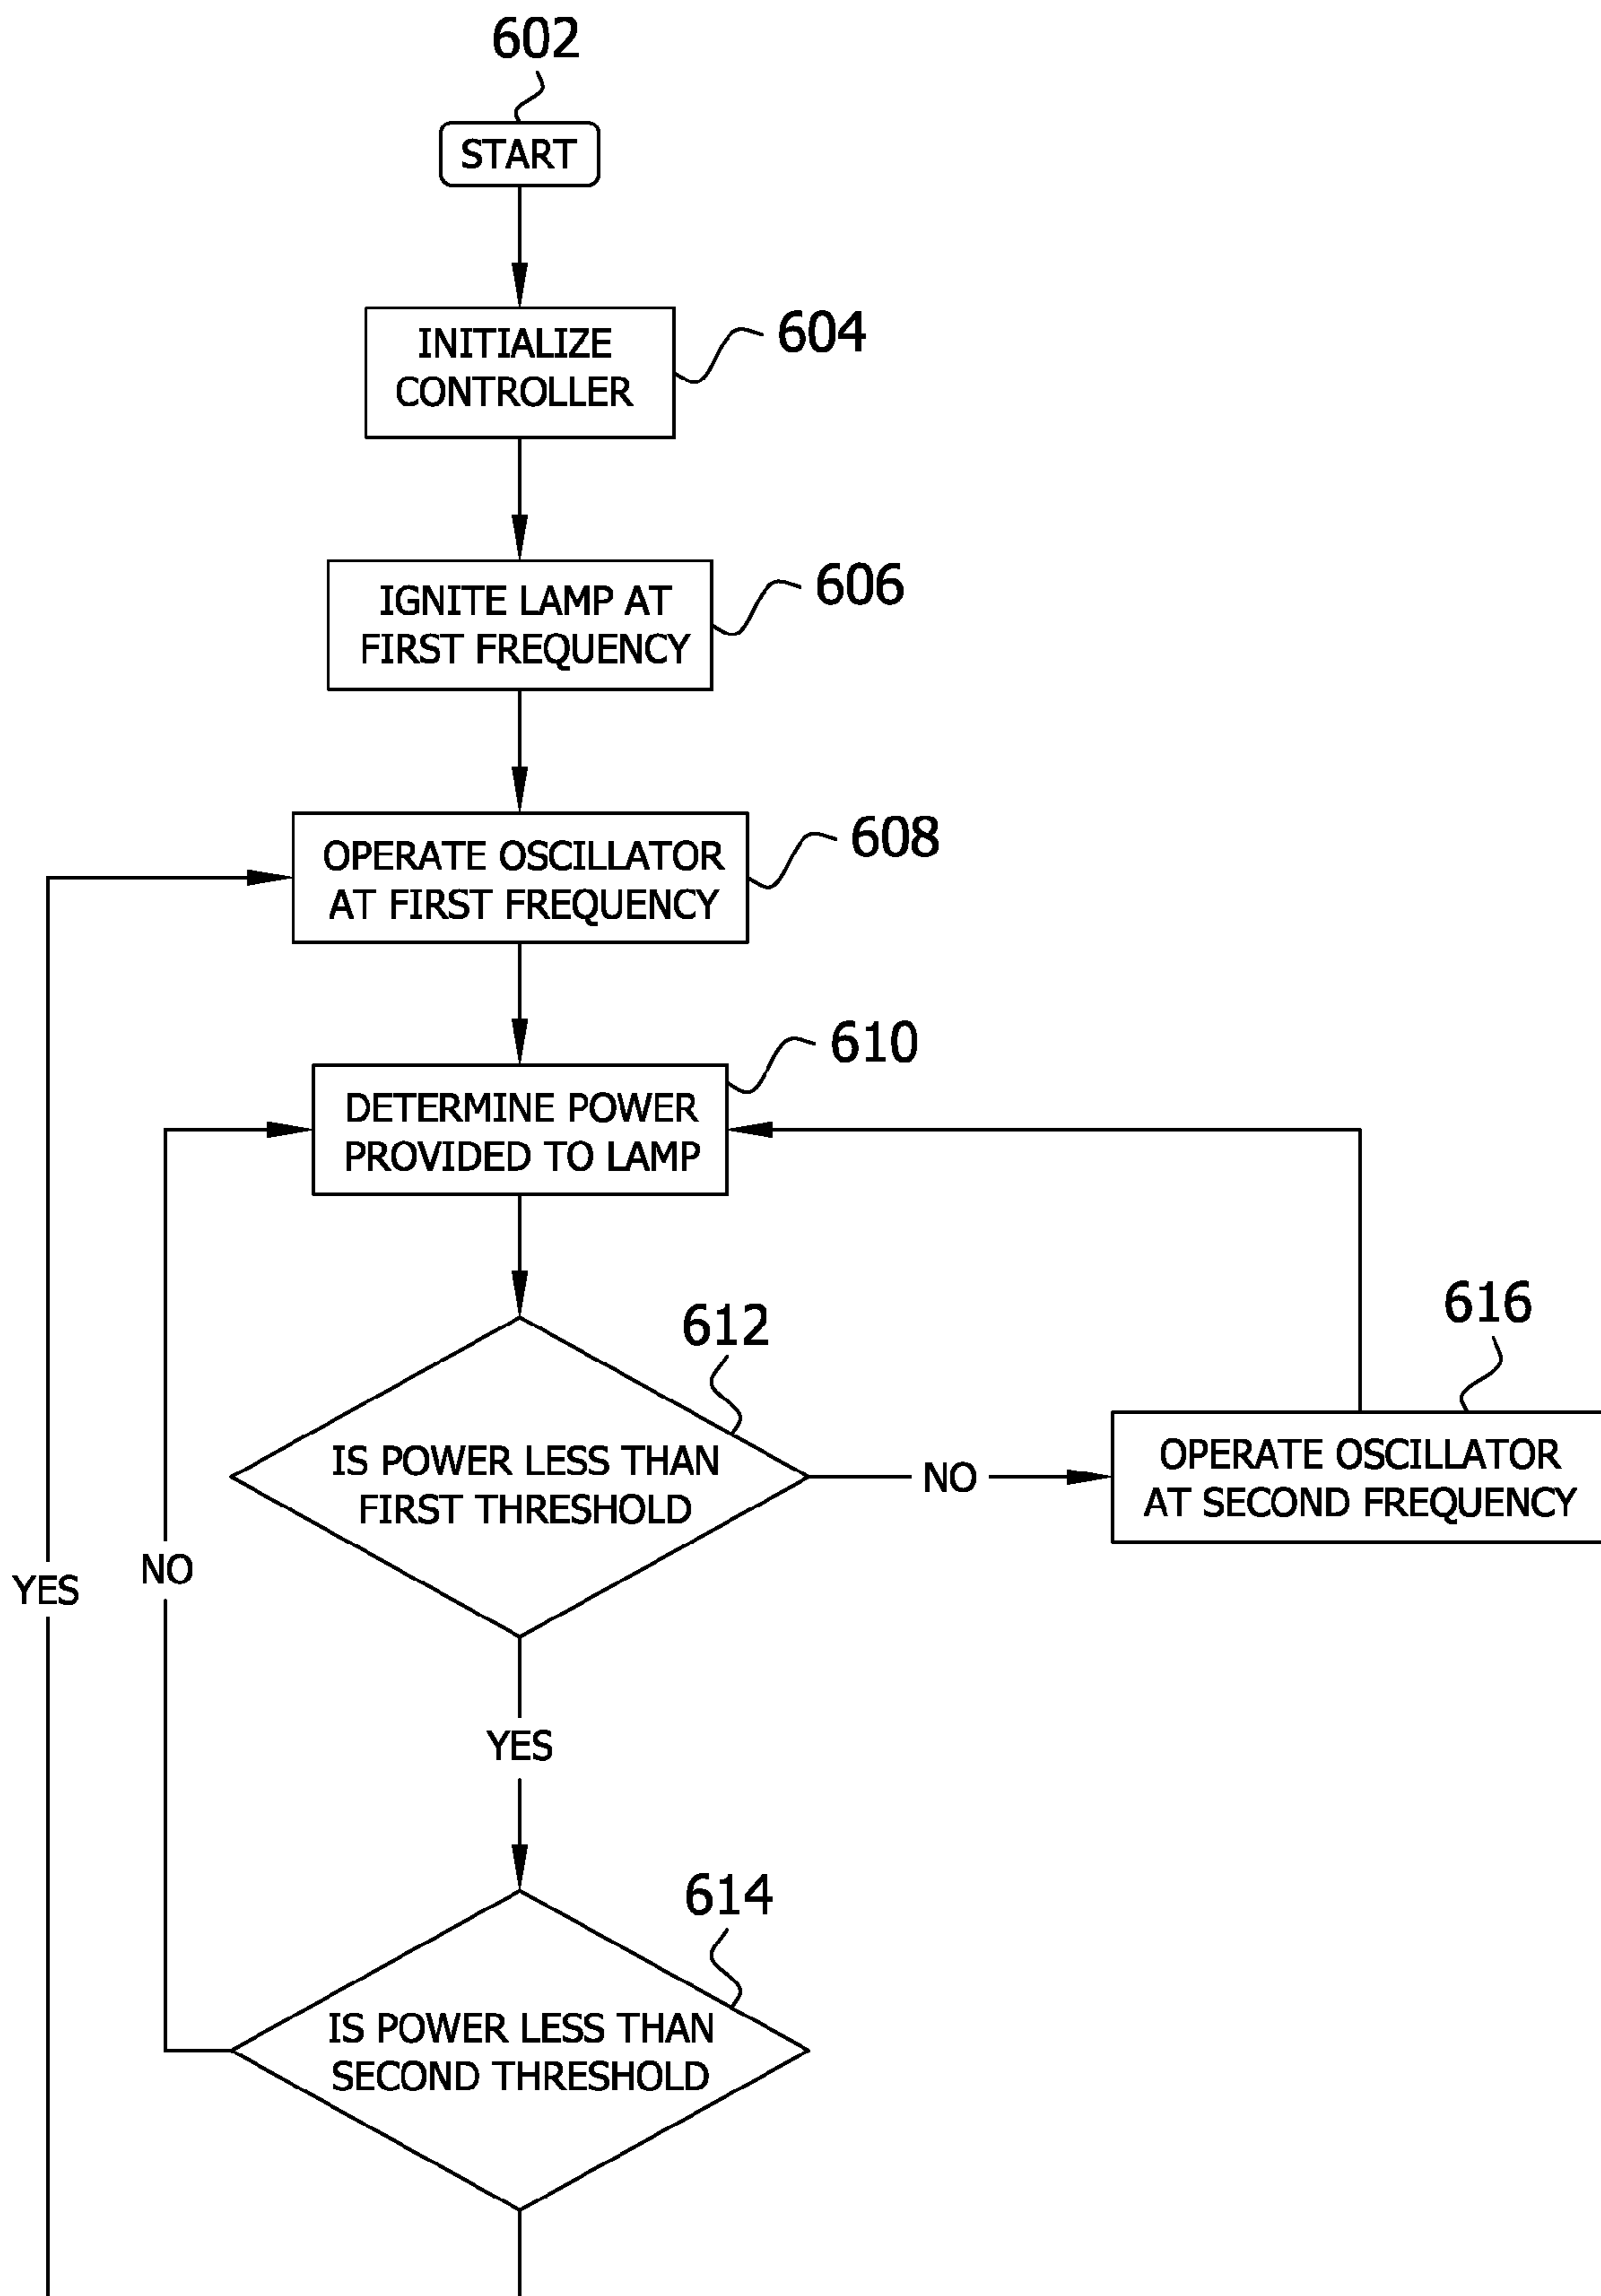 602
START
INITIALIZE
CONTROLLER
604
IGNITE LAMP AT
FIRST FREQUENCY
606
OPERATE OSCILLATOR
AT FIRST FREQUENCY
608
DETERMINE POWER
PROVIDED TO LAMP
610
IS POWER LESS THAN
FIRST THRESHOLD
612
NO
OPERATE OSCILLATOR
AT SECOND FREQUENCY
616
YES
IS POWER LESS THAN
SECOND THRESHOLD
614
NO
YES